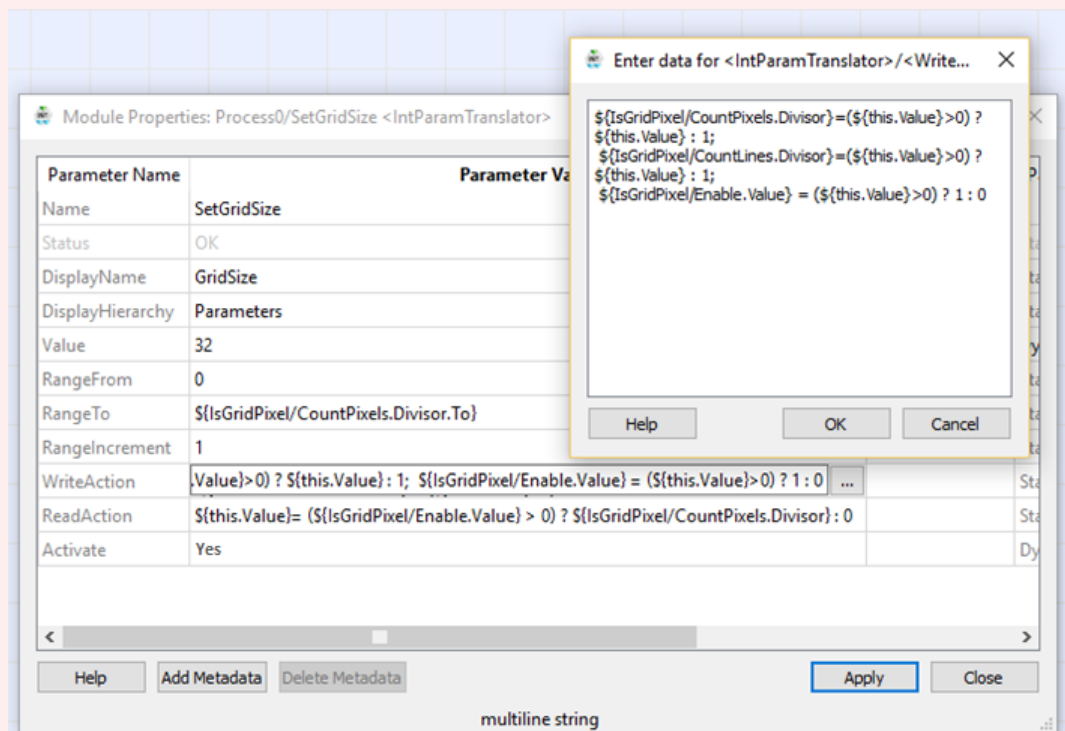 Enter data for <IntParamTranslator>/<Write...
${IsGridPixel/CountPixels.Divisor}=(${this.Value}>0) ?
${this.Value} : 1;
${IsGridPixel/CountLines.Divisor}=(${this.Value}>0) ?
${this.Value} : 1;
${IsGridPixel/Enable.Value} = (${this.Value}>0) ? 1 : 0
Help OK Cancel
Module Properties: Process0/SetGridSize <IntParamTranslator>
Parameter Name Parameter Va
Name SetGridSize
Status OK
DisplayName GridSize
DisplayHierarchy Parameters
Value 32
RangeFrom 0
RangeTo ${IsGridPixel/CountPixels.Divisor.To}
RangeIncrement 1
WriteAction .Value}>0) ? ${this.Value} : 1; ${IsGridPixel/Enable.Value} = (${this.Value}>0) ? 1 : 0 ... Sta
ReadAction ${this.Value}= (${IsGridPixel/Enable.Value} > 0) ? ${IsGridPixel/CountPixels.Divisor} : 0 Sta
Activate Yes Dy
Help Add Metadata Delete Metadata Apply Close
multiline string